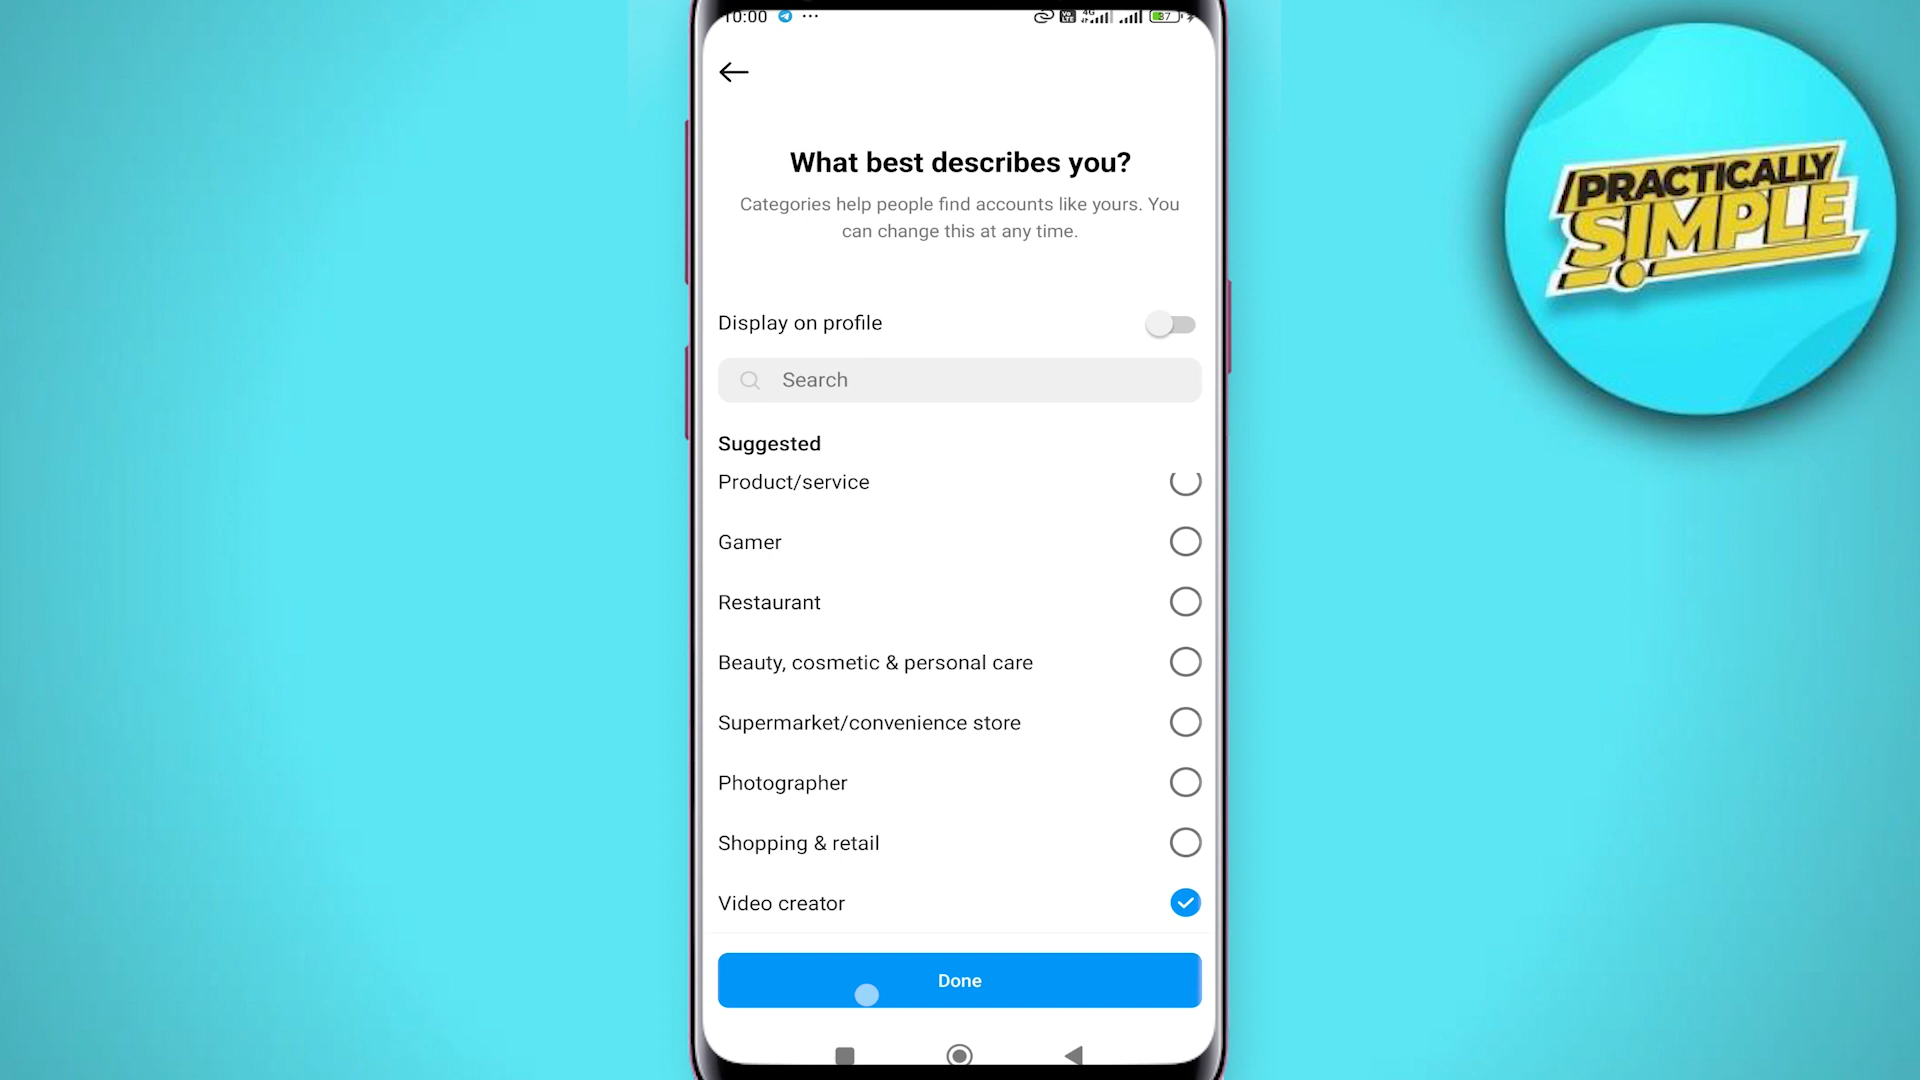 10:00
4G
37
What best describes you?
Categories help people find accounts like yours. You
can change this at any time.
Display on profile
Search
Suggested
Product/service
Gamer
Restaurant
Beauty, cosmetic & personal care
Supermarket/convenience store
Photographer
Shopping & retail
Video creator
Done
PRACTICALLY
SIMPLE